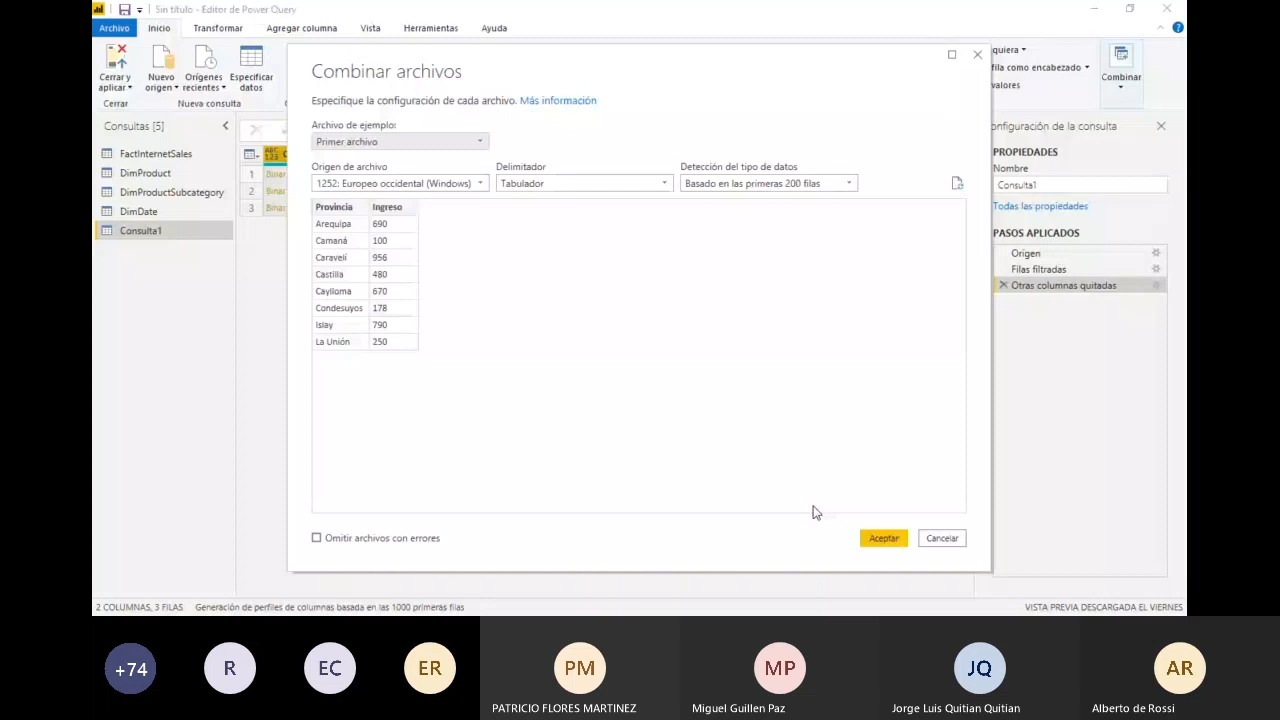 Sin título - Editor de Power Query
Archivo Inicio Transformar Agregar columna Vista Herramientas Ayuda
Cerrar y aplicar
Nuevo origen
Orígenes recientes
Especificar datos
Cerrar
Nueva consulta
Combinar
fila como encabezado
Consultas [5]
FactInternetSales
DimProduct
DimProductSubcategory
DimDate
Consulta1
ABC 123
1 Binar
2 Binar
3 Binar
Combinar archivos
Especifique la configuración de cada archivo. Más información
Archivo de ejemplo:
Primer archivo
Origen de archivo Delimitador Detección del tipo de datos
1252: Europeo occidental (Windows) Tabulador Basado en las primeras 200 filas
Provincia Ingreso
Arequipa 690
Camaná 100
Caravelí 956
Castilla 480
Caylloma 670
Condesuyos 178
Islay 790
La Unión 250
Omitir archivos con errores
Aceptar Cancelar
onfiguración de la consulta
PROPIEDADES
Nombre
Consulta1
Todas las propiedades
PASOS APLICADOS
Origen
Filas filtradas
Otras columnas quitadas
2 COLUMNAS, 3 FILAS Generación de perfiles de columnas basada en las 1000 primeras filas VISTA PREVIA DESCARGADA EL VIERNES
+74 R EC ER PM MP JQ AR
PATRICIO FLORES MARTINEZ Miguel Guillen Paz Jorge Luis Quitian Quitian Alberto de Rossi